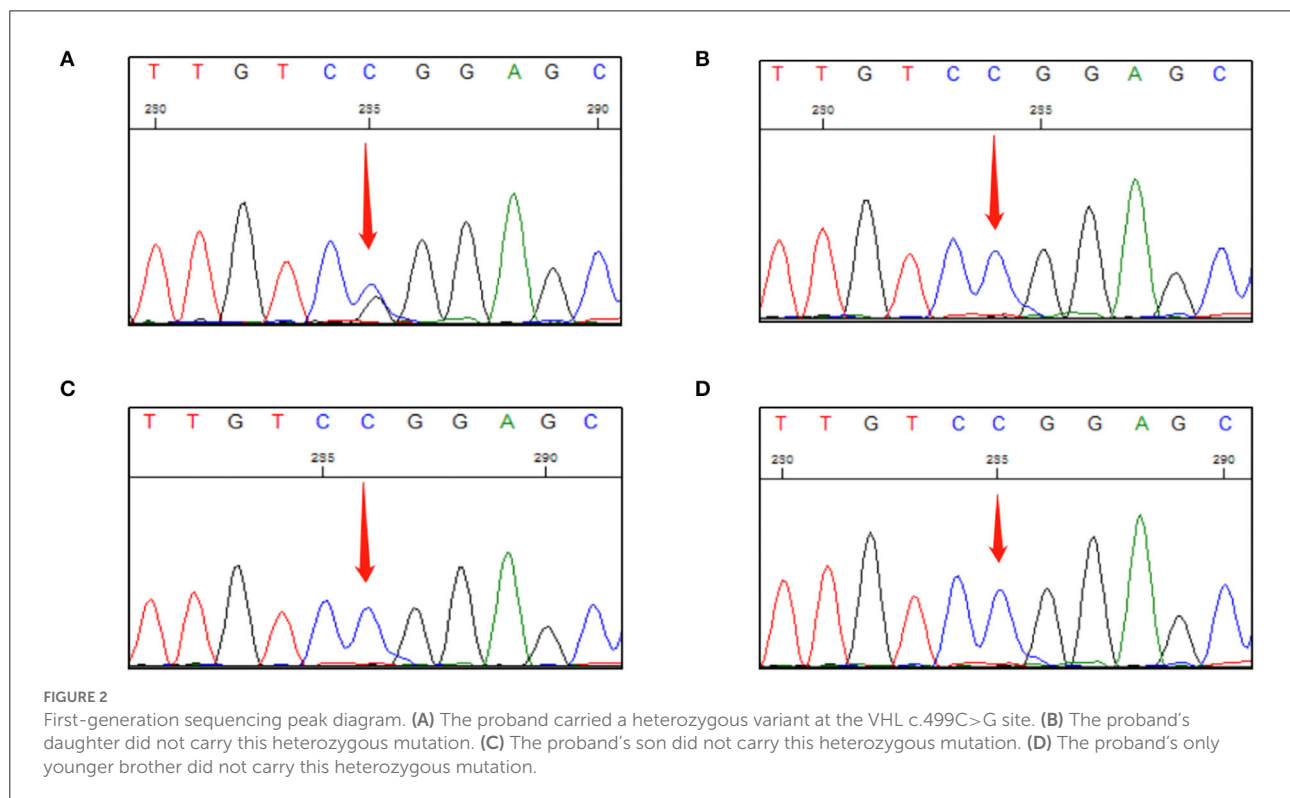 A
T T G T C C G G A G C
280 285 290
B
T T G T C C G G A G C
280 285
C
T T G T C C G G A G C
285 290
D
T T G T C C G G A G C
280 285 290
FIGURE 2
First-generation sequencing peak diagram. (A) The proband carried a heterozygous variant at the VHL c.499C>G site. (B) The proband's
daughter did not carry this heterozygous mutation. (C) The proband's son did not carry this heterozygous mutation. (D) The proband's only
younger brother did not carry this heterozygous mutation.